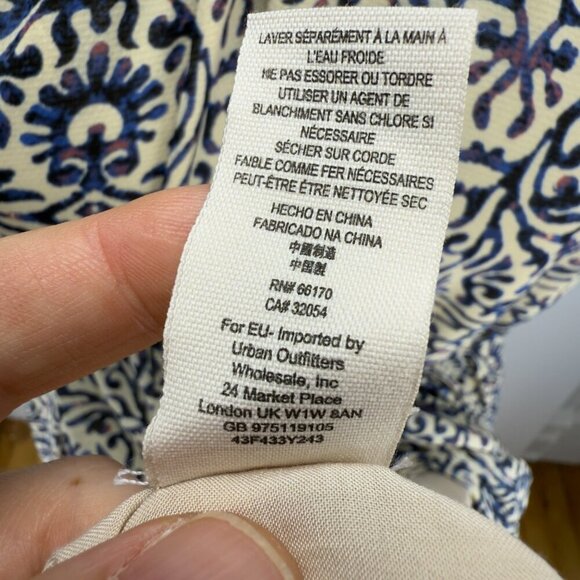 LAVER SÉPARÉMENT À LA MAIN À
L'EAU FROIDE
NE PAS ESSORER OU TORDRE
UTILISER UN AGENT DE
BLANCHIMENT SANS CHLORE SI
NÉCESSAIRE
SÉCHER SUR CORDE
FAIBLE COMME FER NÉCESSAIRES
PEUT-ÊTRE ÊTRE NETTOYÉE SEC
HECHO EN CHINA
FABRICADO NA CHINA
中國制造
中国製
RN# 66170
CA# 32054
For EU- Imported by
Urban Outfitters
Wholesale, Inc
24 Market Place
London UK W1W 8AN
GB 975119105
43F433Y243